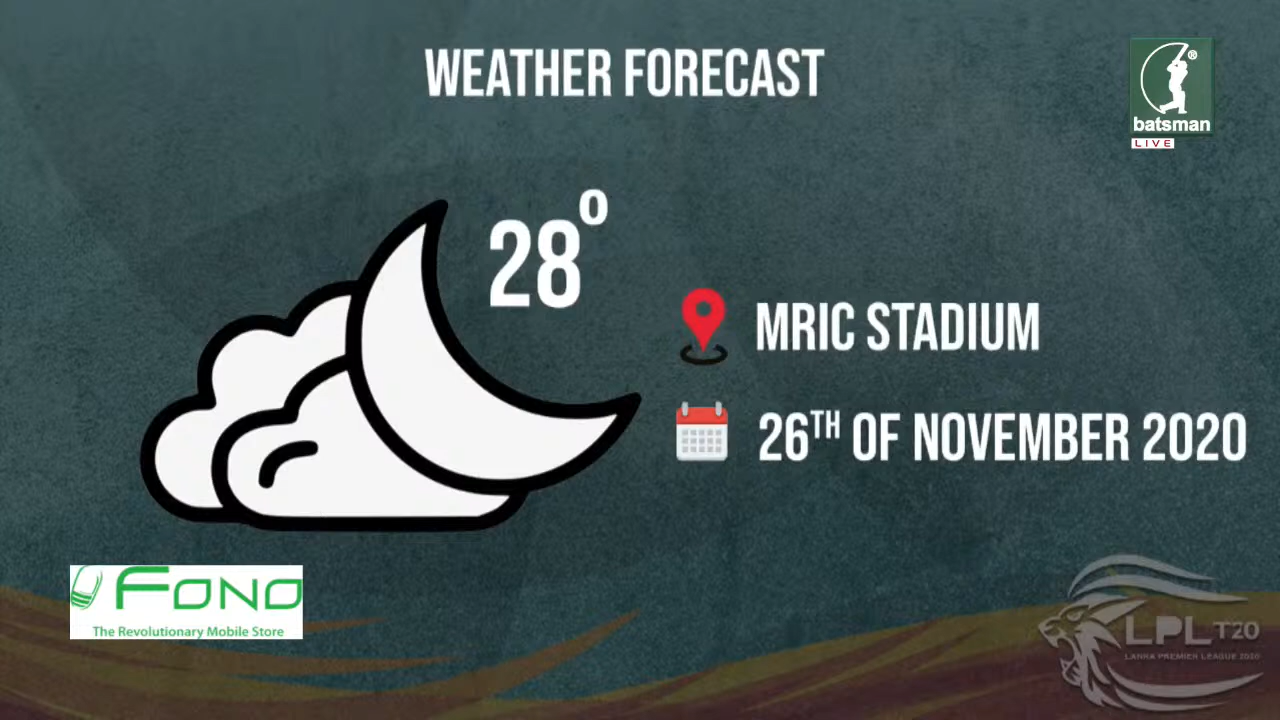 WEATHER FORECAST
batsman®
LIVE
28°
MRIC STADIUM
26TH OF NOVEMBER 2020
FONO
The Revolutionary Mobile Store
LPL T20
LANKA PREMIER LEAGUE 2020